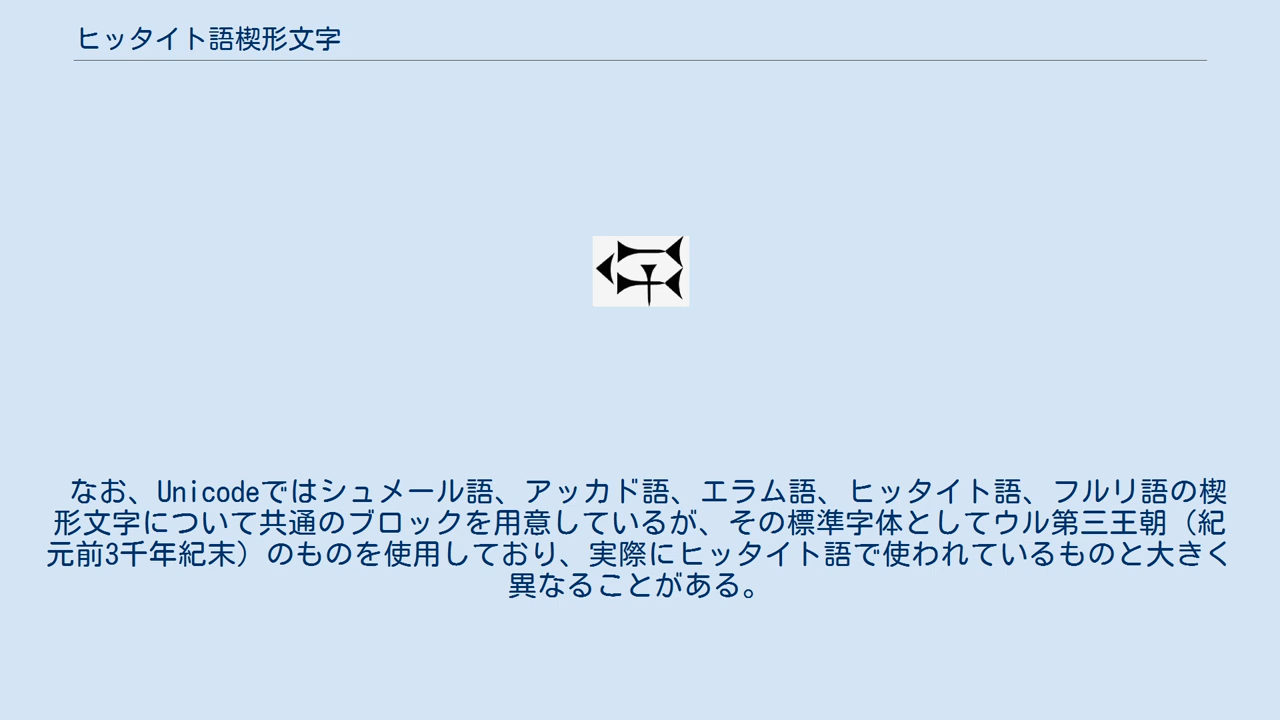 ヒッタイト語楔形文字
なお、Unicodeではシュメール語、アッカド語、エラム語、ヒッタイト語、フルリ語の楔
形文字について共通のブロックを用意しているが、その標準字体としてウル第三王朝（紀
元前3千年紀末）のものを使用しており、実際にヒッタイト語で使われているものと大きく
異なることがある。